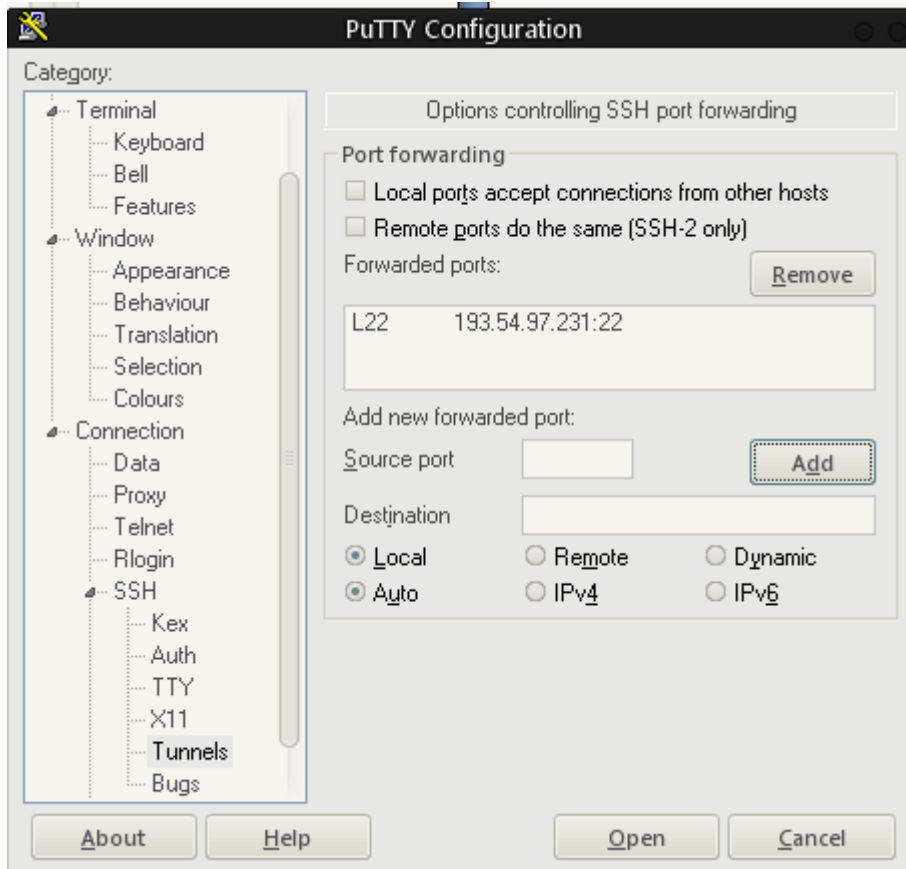 PuTTY Configuration
Category:
Terminal
Keyboard
Bell
Features
Window
Appearance
Behaviour
Translation
Selection
Colours
Connection
Data
Proxy
Telnet
Rlogin
SSH
Kex
Auth
TTY
X11
Tunnels
Bugs
Options controlling SSH port forwarding
Port forwarding
Local ports accept connections from other hosts
Remote ports do the same (SSH-2 only)
Forwarded ports:
Remove
L22 193.54.97.231:22
Add new forwarded port:
Source port
Add
Destination
Local Remote Dynamic
Auto IPv4 IPv6
About Help Open Cancel